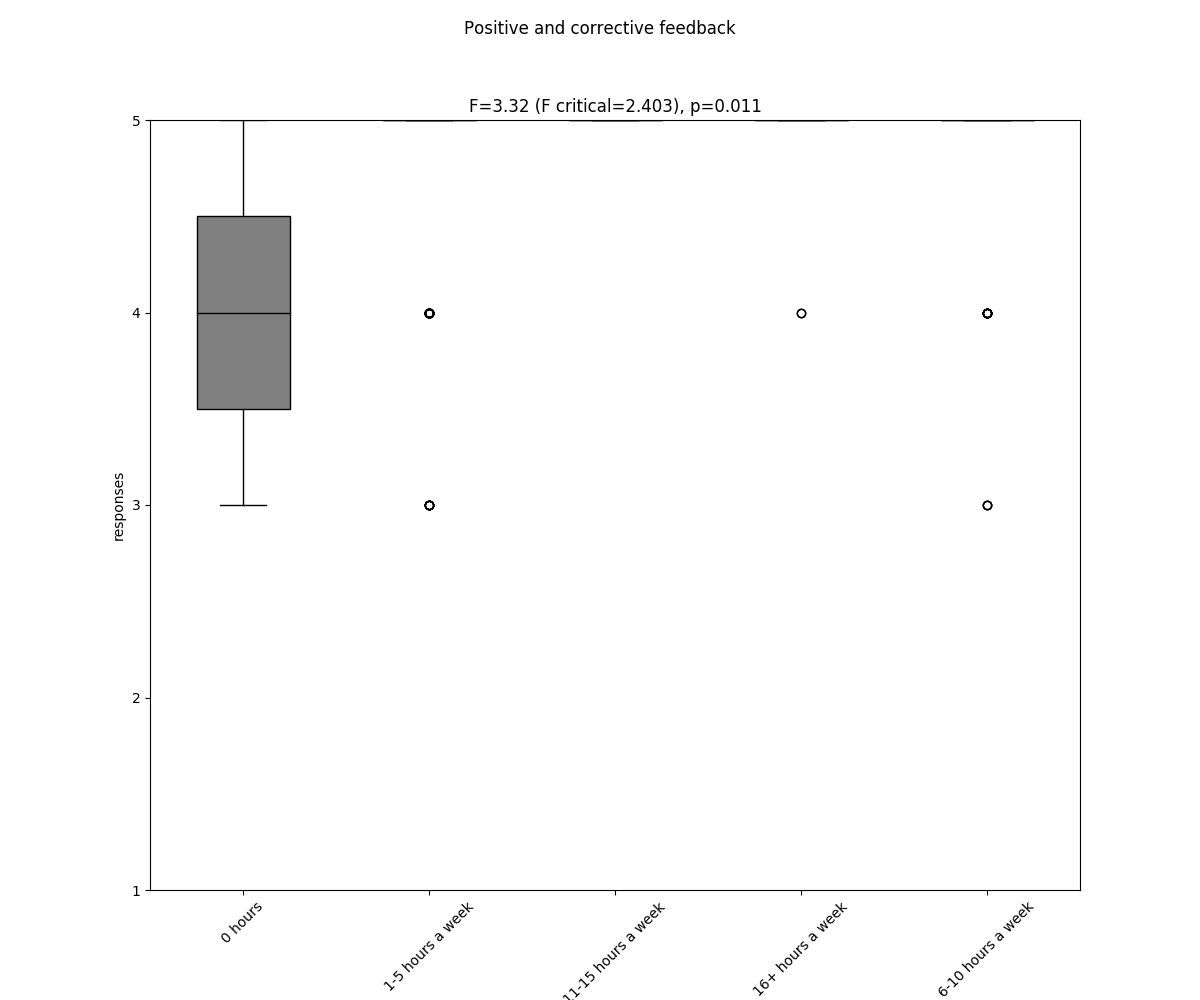 Positive and corrective feedback
F=3.32 (F critical=2.403), p=0.011
5
4
3
2
1
responses
0 hours
1-5 hours a week
11-15 hours a week
16+ hours a week
6-10 hours a week